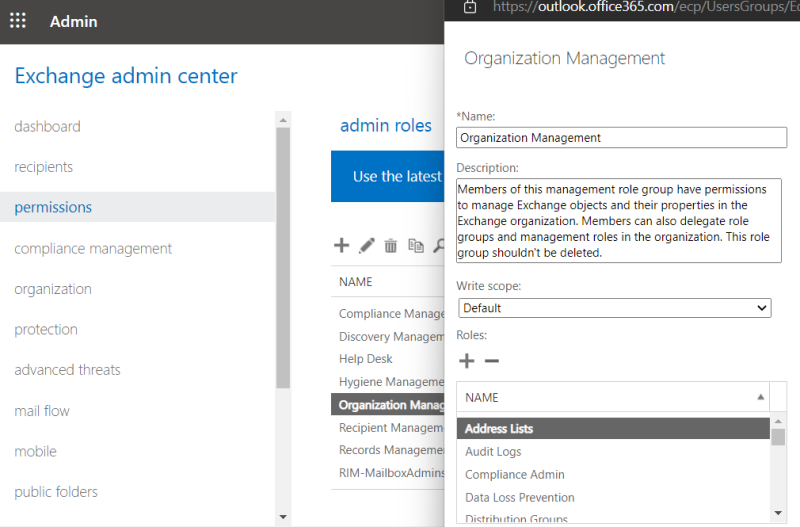 Admin
Exchange admin center
dashboard
recipients
permissions
compliance management
organization
protection
advanced threats
mail flow
mobile
public folders
admin roles
Use the latest
NAME
Compliance Manage
Discovery Managem
Help Desk
Hygiene Manageme
Organization Manag
Recipient Managem
Records Manageme
RIM-MailboxAdmins
https://outlook.office365.com/ecp/UsersGroups/Ed
Organization Management
*Name:
Organization Management
Description:
Members of this management role group have permissions
to manage Exchange objects and their properties in the
Exchange organization. Members can also delegate role
groups and management roles in the organization. This role
group shouldn't be deleted.
Write scope:
Default
Roles:
NAME
Address Lists
Audit Logs
Compliance Admin
Data Loss Prevention
Distribution Groups